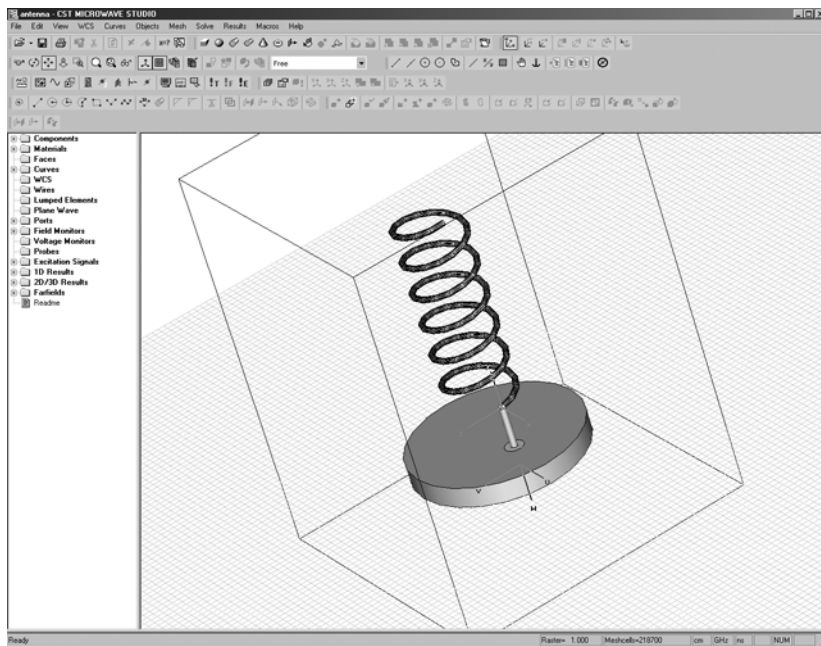 antenna - CST MICROWAVE STUDIO
File Edit View WCS Curves Objects Mesh Solve Results Macros Help
Free
Components
Materials
Faces
Curves
WCS
Wires
Lumped Elements
Plane Wave
Ports
Field Monitors
Voltage Monitors
Probes
Excitation Signals
1D Results
2D/3D Results
Farfields
Readme
V
U
W
Ready
Raster= 1.000 Meshcells=218700 cm GHz ns NUM